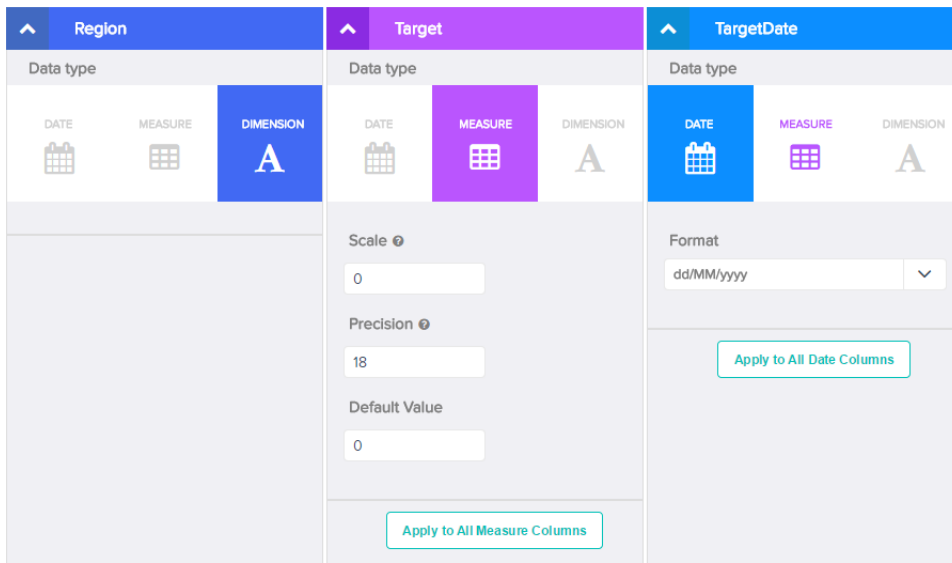 Region
Data type
DATE
MEASURE
DIMENSION
A
Target
Data type
DATE
MEASURE
DIMENSION
A
Scale ?
0
Precision ?
18
Default Value
0
Apply to All Measure Columns
TargetDate
Data type
DATE
MEASURE
DIMENSION
A
Format
dd/MM/yyyy
Apply to All Date Columns